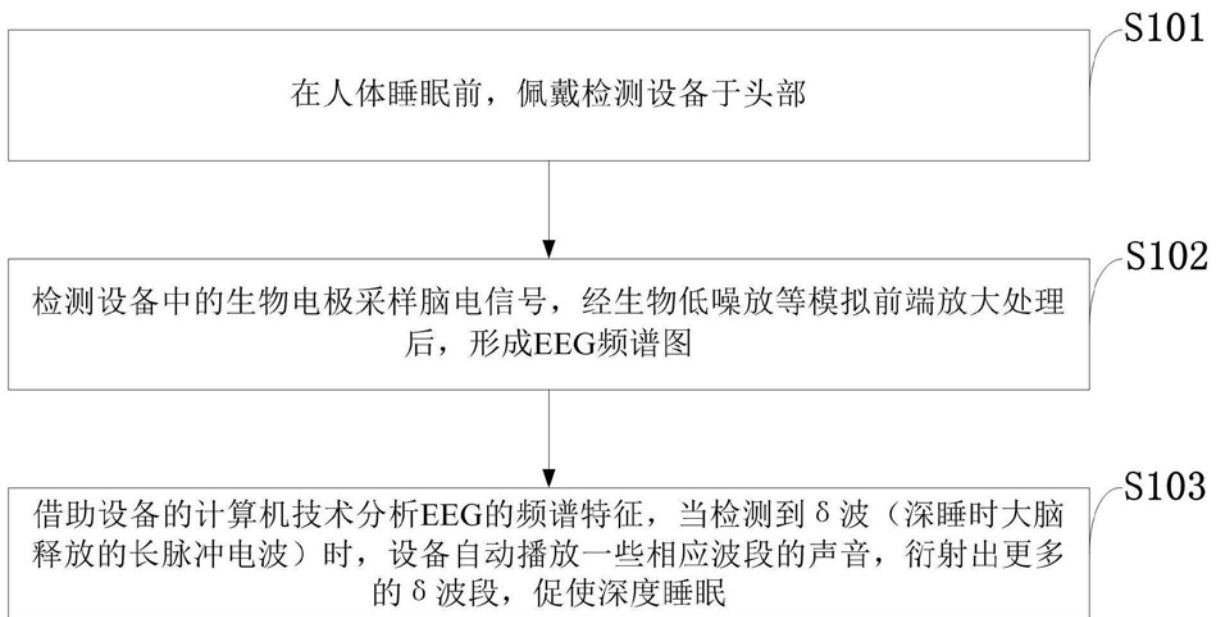 S101
在人体睡眠前，佩戴检测设备于头部
S102
检测设备中的生物电极采样脑电信号，经生物低噪放等模拟前端放大处理
后，形成EEG频谱图
S103
借助设备的计算机技术分析EEG的频谱特征，当检测到δ波（深睡时大脑
释放的长脉冲电波）时，设备自动播放一些相应波段的声音，衍射出更多
的δ波段，促使深度睡眠